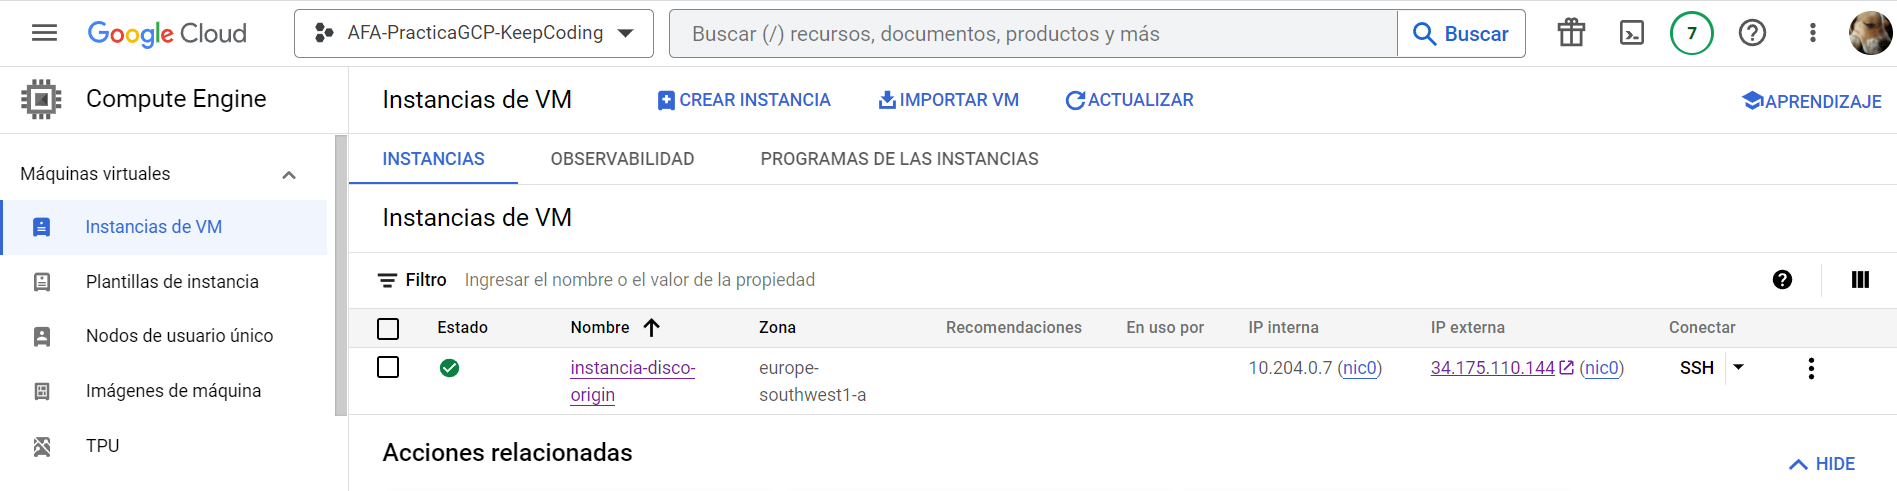 Google Cloud
AFA-PracticaGCP-KeepCoding
Buscar (/) recursos, documentos, productos y más
Buscar
7
Compute Engine
Instancias de VM
CREAR INSTANCIA
IMPORTAR VM
ACTUALIZAR
APRENDIZAJE
Máquinas virtuales
Instancias de VM
Plantillas de instancia
Nodos de usuario único
Imágenes de máquina
TPU
INSTANCIAS
OBSERVABILIDAD
PROGRAMAS DE LAS INSTANCIAS
Instancias de VM
Filtro Ingresar el nombre o el valor de la propiedad
Estado Nombre Zona Recomendaciones En uso por IP interna IP externa Conectar
instancia-disco- europe- 10.204.0.7 (nic0) 34.175.110.144 (nic0) SSH
origin southwest1-a
Acciones relacionadas
HIDE